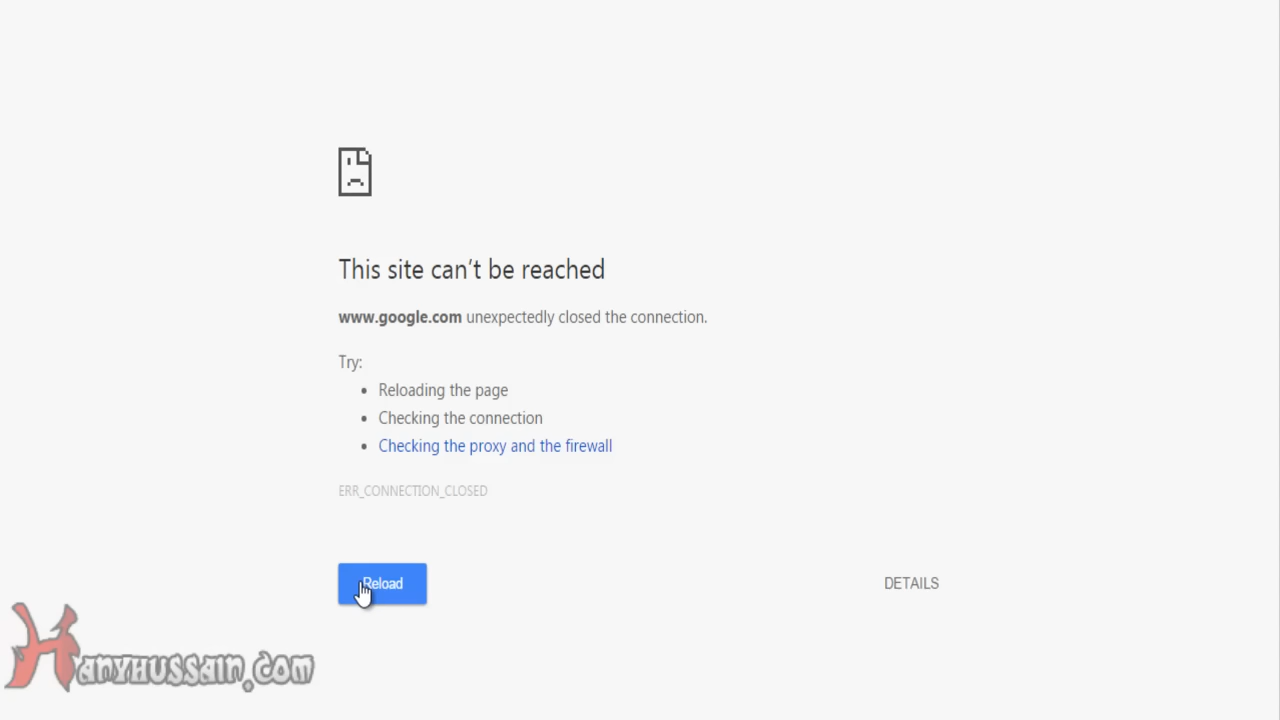 This site can't be reached
www.google.com unexpectedly closed the connection.
Try:
Reloading the page
Checking the connection
Checking the proxy and the firewall
ERR_CONNECTION_CLOSED
Reload
DETAILS
Hanyhussain.com